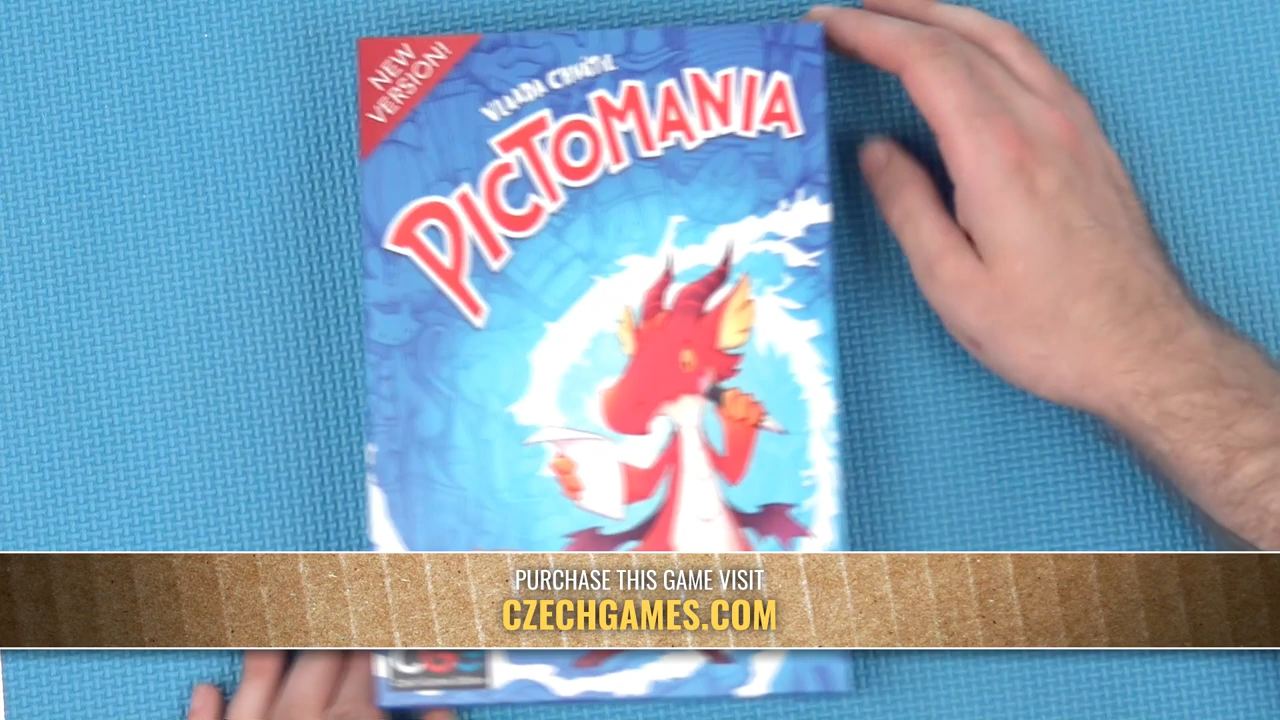 NEW
VERSION!
VLAADA CHVÁTIL
PICTOMANIA
PURCHASE THIS GAME VISIT
CZECHGAMES.COM